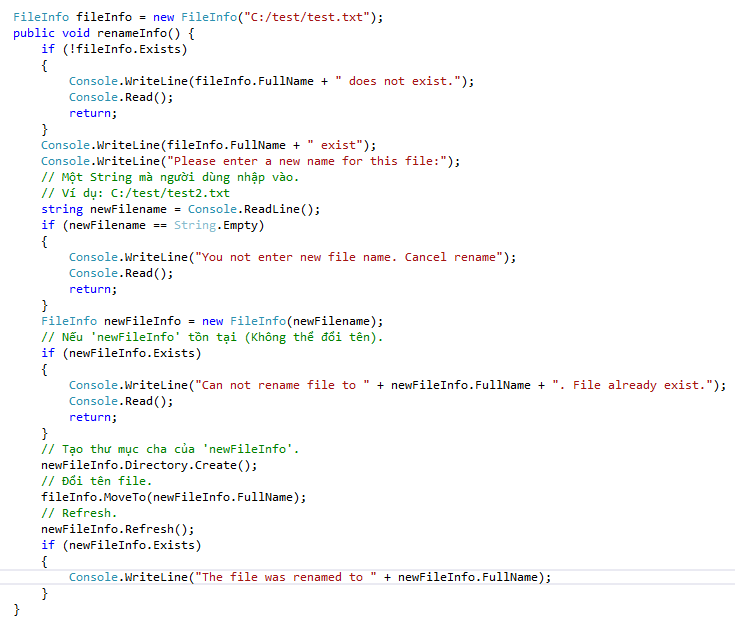 FileInfo fileInfo = new FileInfo("C:/test/test.txt");
public void renameInfo() {
    if (!fileInfo.Exists)
    {
        Console.WriteLine(fileInfo.FullName + " does not exist.");
        Console.Read();
        return;
    }
    Console.WriteLine(fileInfo.FullName + " exist");
    Console.WriteLine("Please enter a new name for this file:");
    // Một String mà người dùng nhập vào.
    // Ví dụ: C:/test/test2.txt
    string newFilename = Console.ReadLine();
    if (newFilename == String.Empty)
    {
        Console.WriteLine("You not enter new file name. Cancel rename");
        Console.Read();
        return;
    }
    FileInfo newFileInfo = new FileInfo(newFilename);
    // Nếu 'newFileInfo' tồn tại (Không thể đổi tên).
    if (newFileInfo.Exists)
    {
        Console.WriteLine("Can not rename file to " + newFileInfo.FullName + ". File already exist.");
        Console.Read();
        return;
    }
    // Tạo thư mục cha của 'newFileInfo'.
    newFileInfo.Directory.Create();
    // Đổi tên file.
    fileInfo.MoveTo(newFileInfo.FullName);
    // Refresh.
    newFileInfo.Refresh();
    if (newFileInfo.Exists)
    {
        Console.WriteLine("The file was renamed to " + newFileInfo.FullName);
    }
}